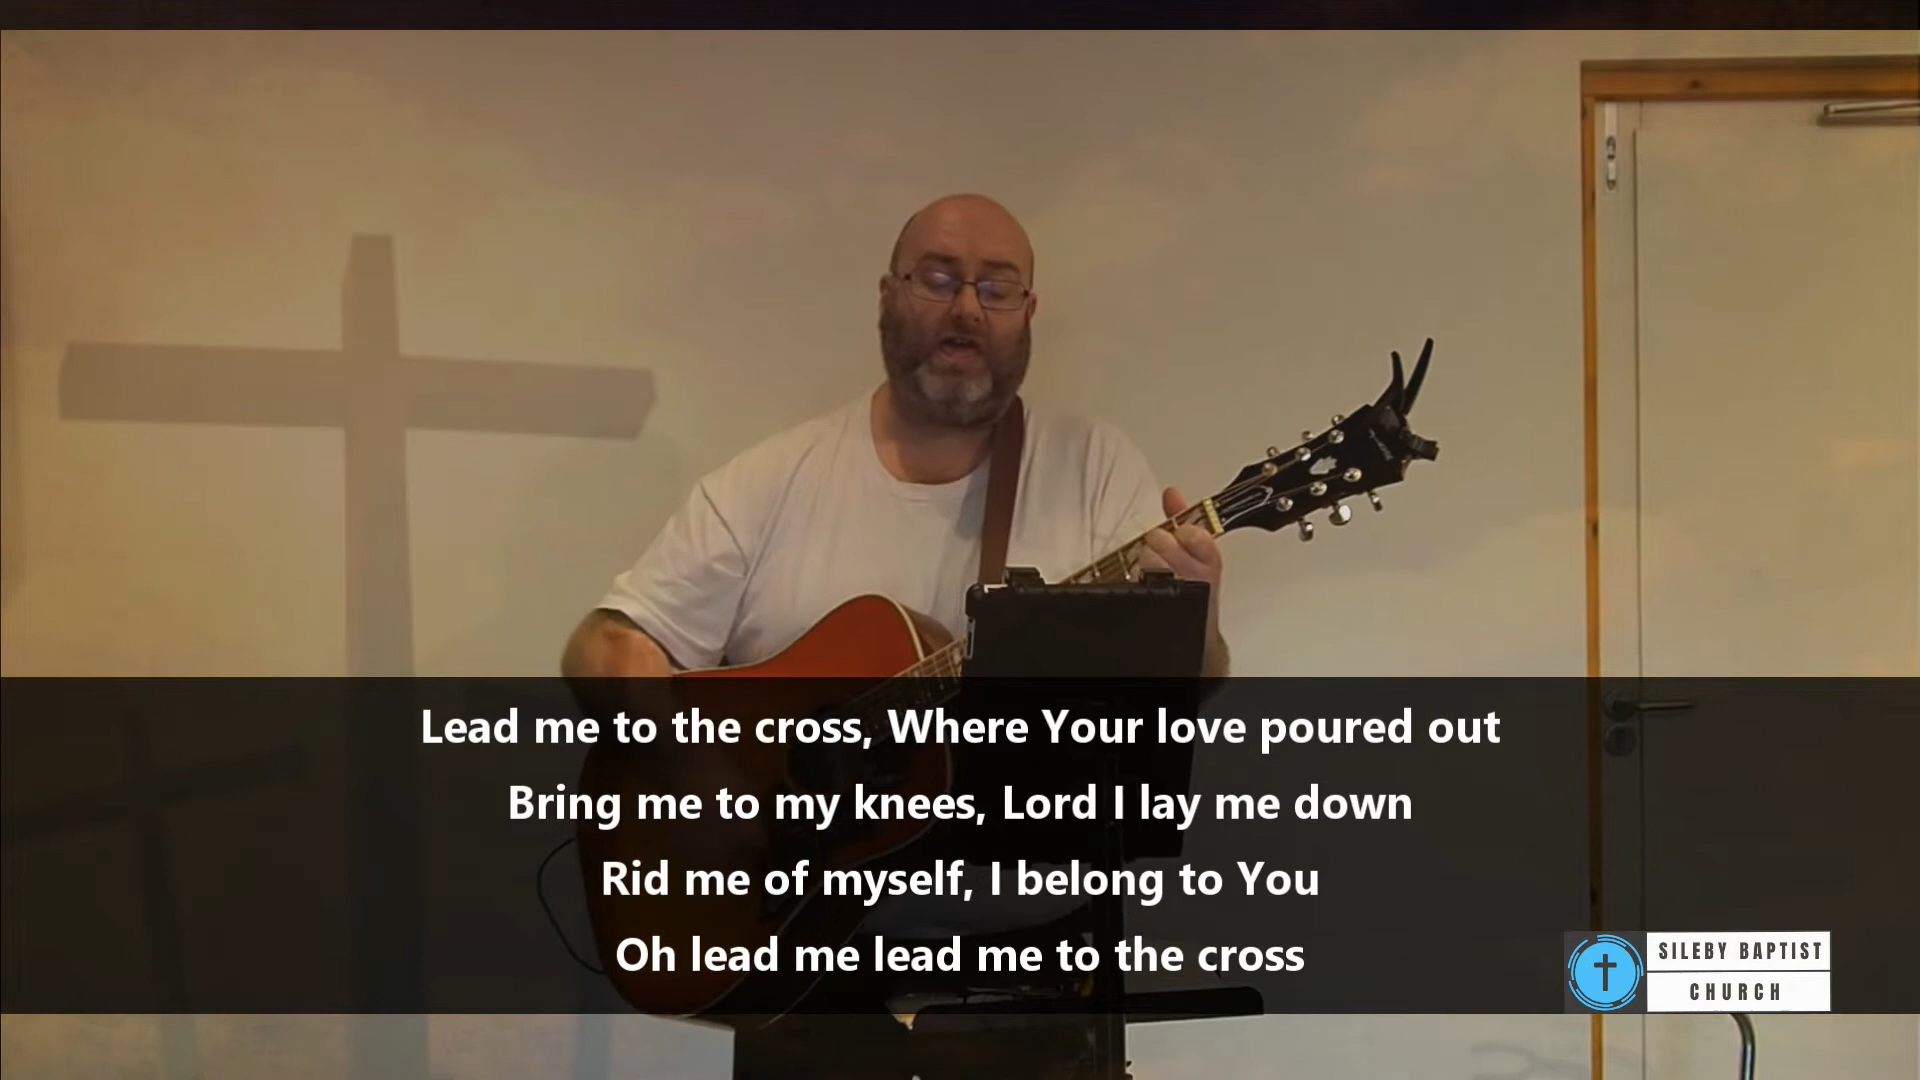 Lead me to the cross, Where Your love poured out
Bring me to my knees, Lord I lay me down
Rid me of myself, I belong to You
Oh lead me lead me to the cross
SILEBY BAPTIST
CHURCH